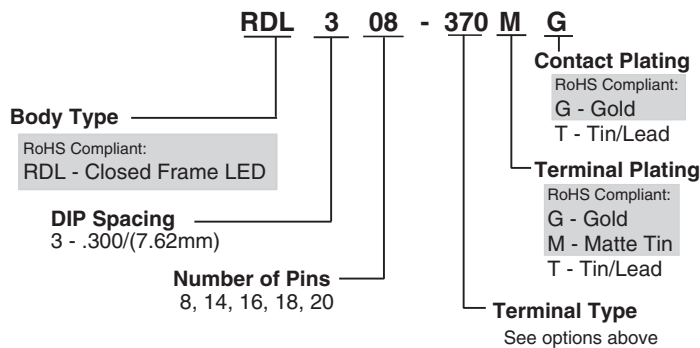 RDL 3 08 - 370 M G
Contact Plating
RoHS Compliant:
G - Gold
T - Tin/Lead
Body Type
RoHS Compliant:
RDL - Closed Frame LED
Terminal Plating
RoHS Compliant:
G - Gold
M - Matte Tin
T - Tin/Lead
DIP Spacing
3 - .300/(7.62mm)
Number of Pins
8, 14, 16, 18, 20
Terminal Type
See options above